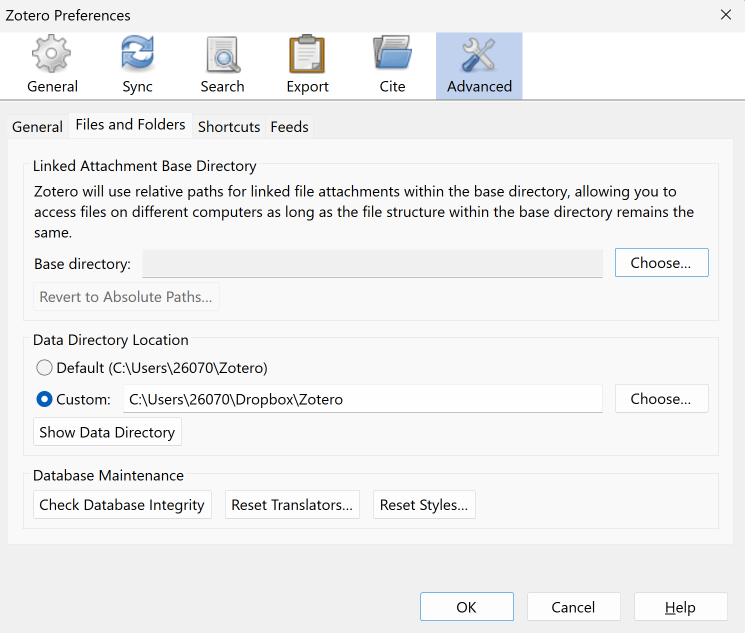 Zotero Preferences
General Sync Search Export Cite Advanced
General Files and Folders Shortcuts Feeds
Linked Attachment Base Directory
Zotero will use relative paths for linked file attachments within the base directory, allowing you to
access files on different computers as long as the file structure within the base directory remains the
same.
Base directory: Choose...
Revert to Absolute Paths...
Data Directory Location
Default (C:\Users\26070\Zotero)
Custom: C:\Users\26070\Dropbox\Zotero Choose...
Show Data Directory
Database Maintenance
Check Database Integrity Reset Translators... Reset Styles...
OK Cancel Help